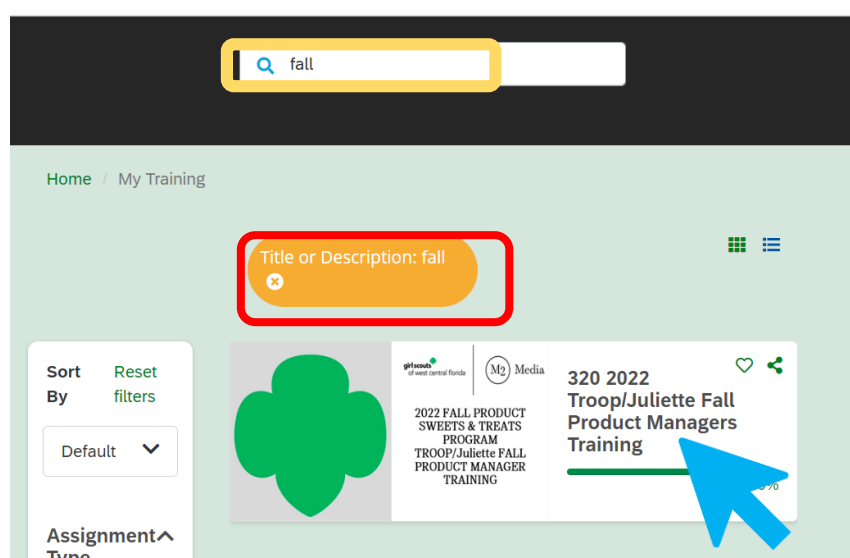 fall
Home / My Training
Title or Description: fall
Sort By
Reset filters
Default
girl scouts
of west central florida
M2 Media
2022 FALL PRODUCT
SWEETS & TREATS
PROGRAM
TROOP/Juliette FALL
PRODUCT MANAGER
TRAINING
320 2022
Troop/Juliette Fall
Product Managers
Training
Assignment
Type